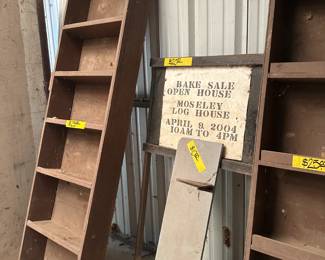 BAKE SALE
OPEN HOUSE
MOSELEY
LOG HOUSE
APRIL 8, 2004
10AM TO 4PM